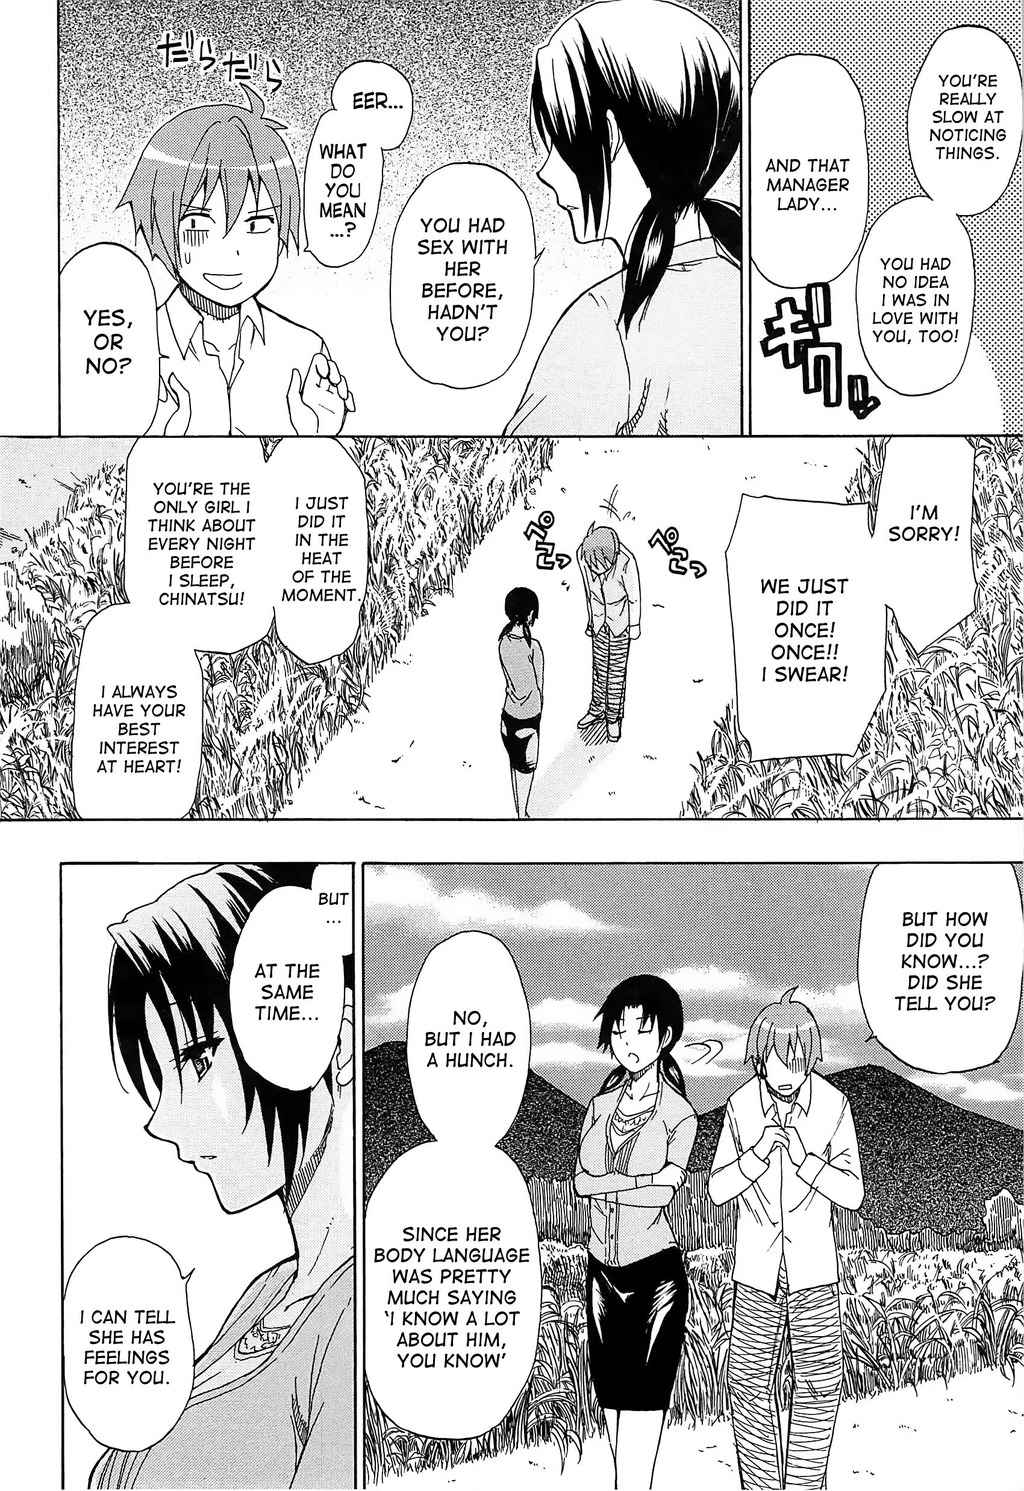 YOU'RE
REALLY
SLOW AT
NOTICING
THINGS.
YOU HAD
NO IDEA
I WAS IN
LOVE WITH
YOU, TOO!
AND THAT
MANAGER
LADY...
ギクッ
YOU HAD
SEX WITH
HER
BEFORE,
HADN'T
YOU?
EER...
WHAT
DO YOU
MEAN
...?
だらだら
YES,
OR
NO?
I'M
SORRY!
WE JUST
DID IT
ONCE!
ONCE!!
I SWEAR!
ペこっ
ペこっ
I JUST
DID IT
IN THE
HEAT
OF THE
MOMENT.
YOU'RE THE
ONLY GIRL I
THINK ABOUT
EVERY NIGHT
BEFORE
I SLEEP,
CHINATSU!
I ALWAYS
HAVE YOUR
BEST
INTEREST
AT HEART!
BUT HOW
DID YOU
KNOW...?
DID SHE
TELL YOU?
NO,
BUT I HAD
A HUNCH.
SINCE HER
BODY LANGUAGE
WAS PRETTY
MUCH SAYING
'I KNOW A LOT
ABOUT HIM,
YOU KNOW'
BUT
...
AT THE
SAME
TIME...
I CAN TELL
SHE HAS
FEELINGS
FOR YOU.